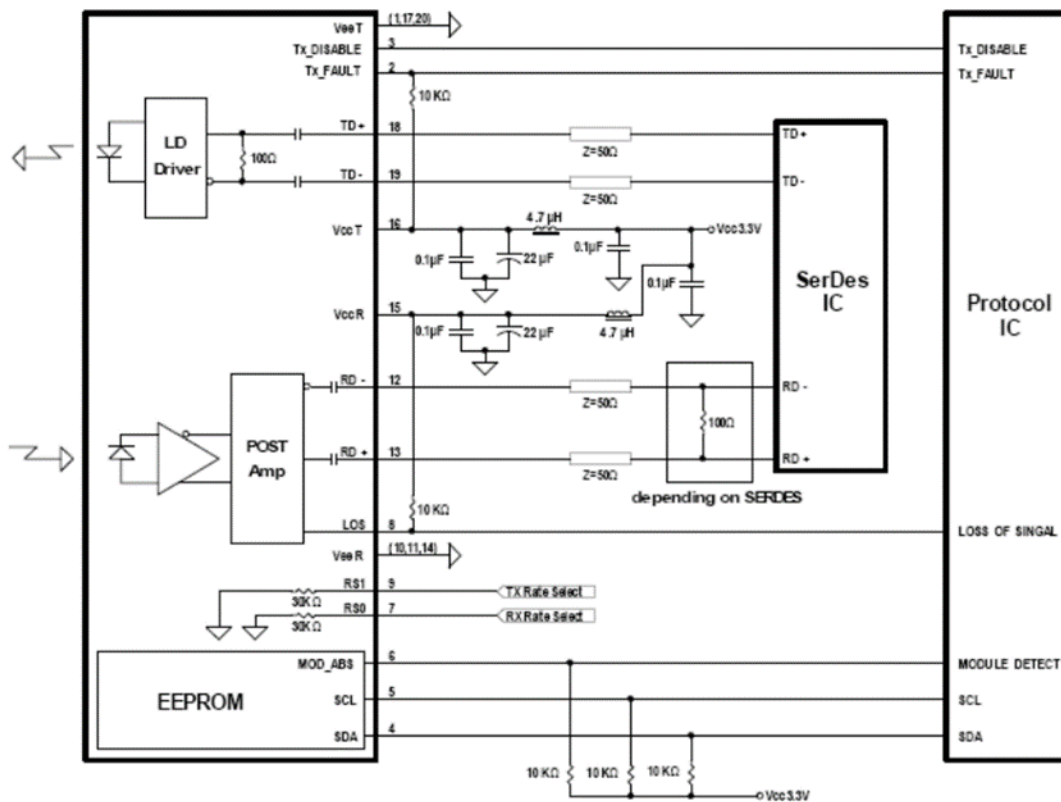 VeeT (1,17,20)
Tx_DISABLE 3 Tx_DISABLE
Tx_FAULT 2 Tx_FAULT
10 KΩ
LD
Driver
100Ω
TD+ 18 Z=50Ω TD+
TD- 19 Z=50Ω TD-
VccT 16 4.7 µH Vcc3.3V
0.1µF 22 µF 0.1µF 0.1µF
SerDes
IC
Protocol
IC
VccR 15
0.1µF 22 µF 4.7 µH
RD - 12 Z=50Ω RD -
POST
Amp
100Ω
RD + 13 Z=50Ω RD +
depending on SERDES
10 KΩ
LOS 8 LOSS OF SINGAL
VeeR (10,11,14)
RS1 9 TX Rate Select
30KΩ
RS0 7 RX Rate Select
30KΩ
MOD_ABS 6 MODULE DETECT
EEPROM
SCL 5 SCL
SDA 4 SDA
10 KΩ 10 KΩ 10 KΩ
Vcc3.3V